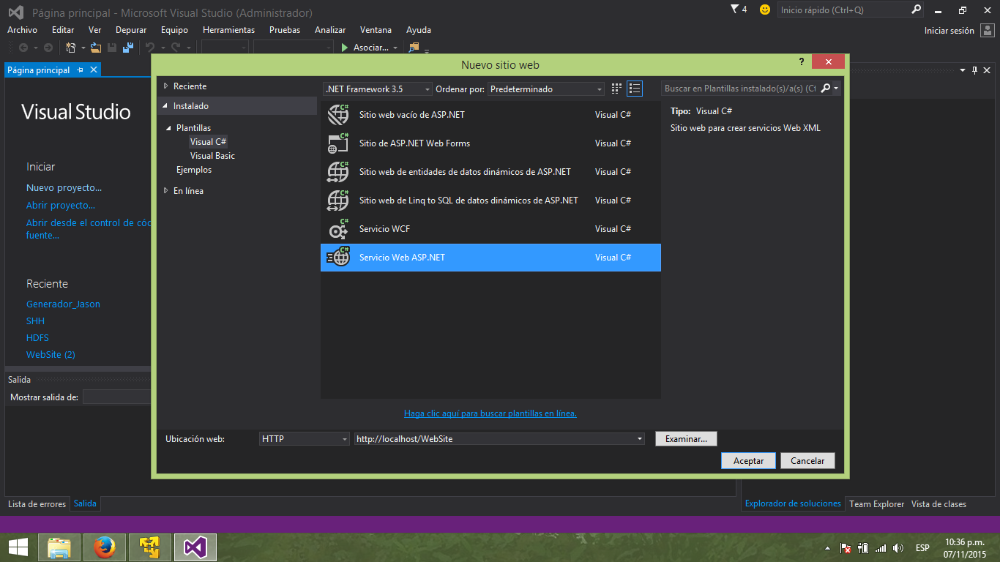 Página principal - Microsoft Visual Studio (Administrador)
4
Inicio rápido (Ctrl+Q)
Archivo Editar Ver Depurar Equipo Herramientas Pruebas Analizar Ventana Ayuda
Iniciar sesión
Asociar...
Página principal
Visual Studio
Iniciar
Nuevo proyecto...
Abrir proyecto...
Abrir desde el control de cód
fuente...
Reciente
Generador_Jason
SHH
HDFS
WebSite (2)
Nuevo sitio web
?
Reciente
Instalado
Plantillas
Visual C#
Visual Basic
Ejemplos
En línea
.NET Framework 3.5
Ordenar por: Predeterminado
Buscar en Plantillas instalado(s)/a(s) (Ct
Sitio web vacío de ASP.NET Visual C#
Sitio de ASP.NET Web Forms Visual C#
Sitio web de entidades de datos dinámicos de ASP.NET Visual C#
Sitio web de Linq to SQL de datos dinámicos de ASP.NET Visual C#
Servicio WCF Visual C#
Servicio Web ASP.NET Visual C#
Tipo: Visual C#
Sitio web para crear servicios Web XML
Haga clic aquí para buscar plantillas en línea.
Ubicación web: HTTP http://localhost/WebSite Examinar...
Aceptar Cancelar
Salida
Mostrar salida de:
Lista de errores Salida
Explorador de soluciones Team Explorer Vista de clases
ESP
10:36 p.m.
07/11/2015